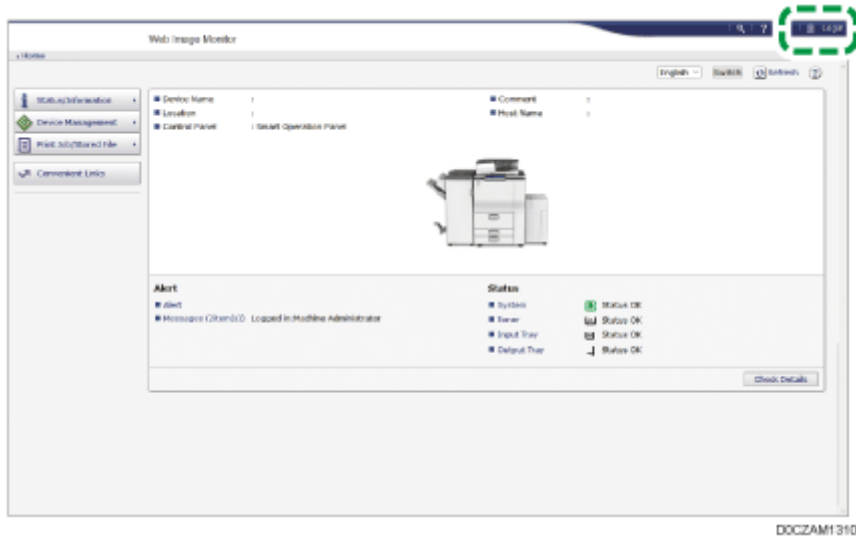 Login
Web Image Monitor
Home
English Switch Refresh
Status/Information
Device Management
Print Job/Stored File
Convenient Links
Device Name :
Location :
Control Panel : Smart Operation Panel
Comment :
Host Name :
Alert
Alert
Messages (2item(s)) Logged in:Machine Administrator
Status
System Status OK
Toner Status OK
Input Tray Status OK
Output Tray Status OK
Check Details
D0CZAM1310